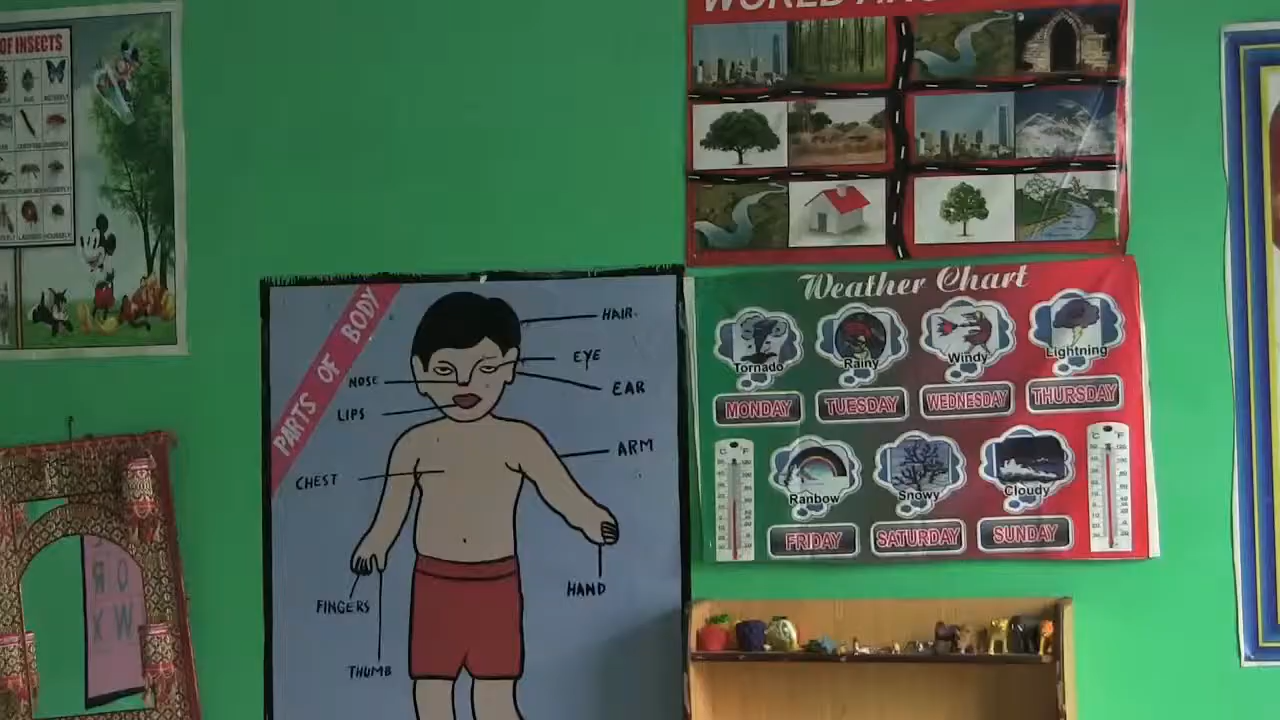 OF INSECTS
WORLD
PARTS OF BODY
HAIR.
EYE
NOSE
EAR
LIPS
ARM
CHEST
HAND
FINGERS
THUMB
Weather Chart
Tornado
Rainy
Windy
Lightning
MONDAY
TUESDAY
WEDNESDAY
THURSDAY
°C °F
°C °F
Ranbow
Snowy
Cloudy
FRIDAY
SATURDAY
SUNDAY